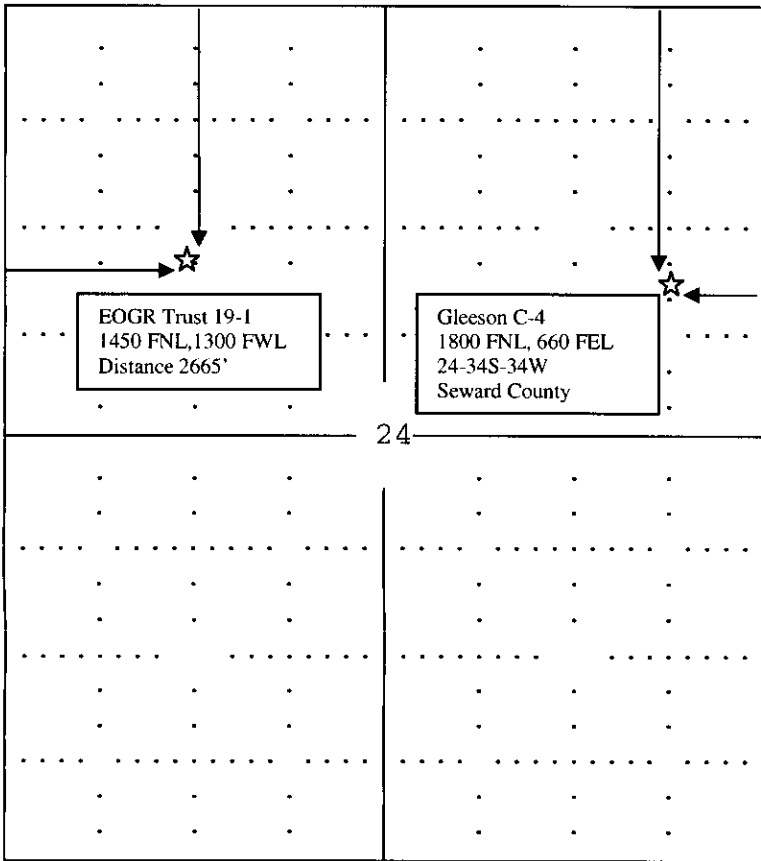 EOGR Trust 19-1
1450 FNL,1300 FWL
Distance 2665'
Gleeson C-4
1800 FNL, 660 FEL
24-34S-34W
Seward County
24